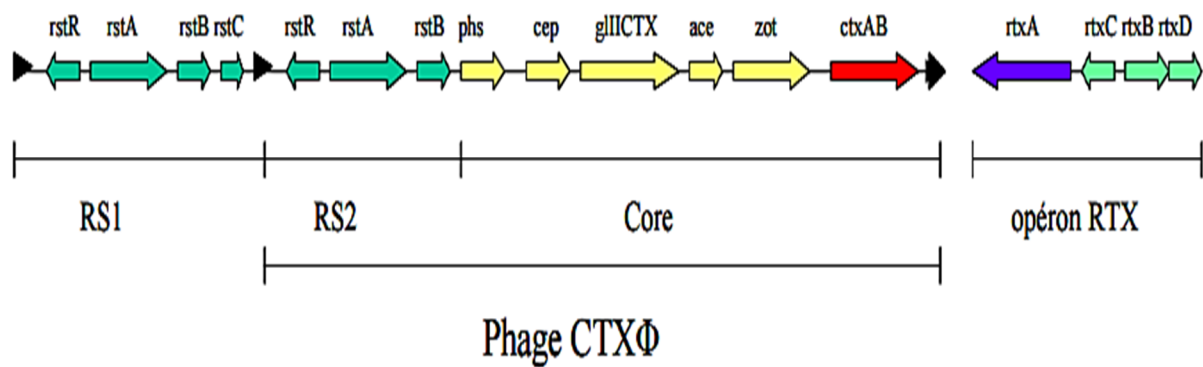 rstR rstA rstB rstC rstR rstA rstB phs cep glIICTX ace zot ctxAB rtxA rtxC rtxB rtxD
RS1 RS2 Core opéron RTX
Phage CTXΦ